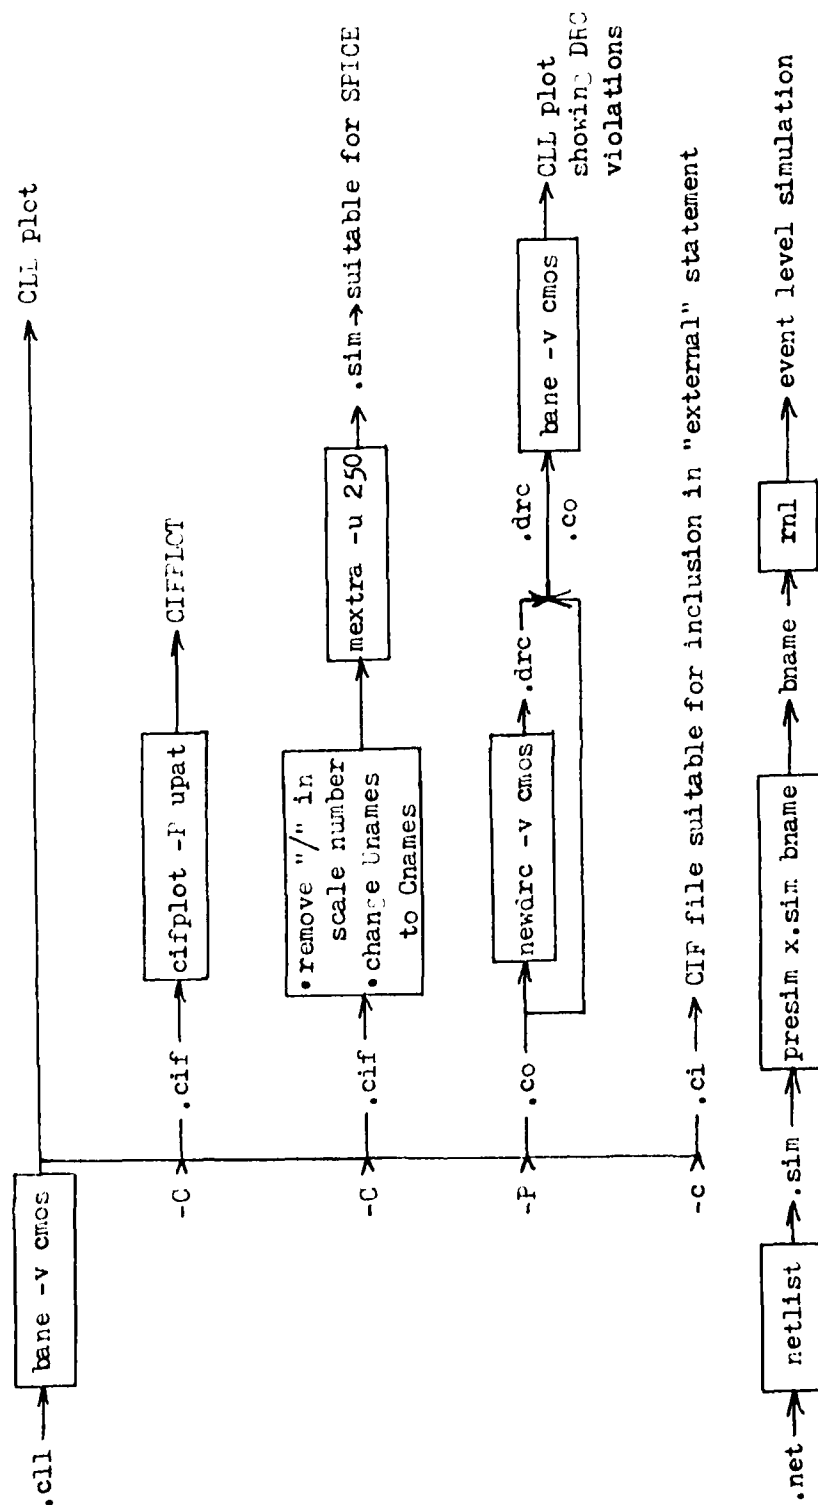 .cll
bane -v cmos
CLL plot
-C
.cif
cifplot -P upat
CIFPLOT
-C
.cif
•remove "/" in
scale number
•change Unames
to Cnames
mextra -u 250
.sim
suitable for SPICE
-P
.co
newdrc -v cmos
.drc
.drc
.co
bane -v cmos
CLL plot
showing DRC
violations
-c
.ci
CIF file suitable for inclusion in "external" statement
.net
netlist
.sim
presim x.sim bname
bname
rnl
event level simulation